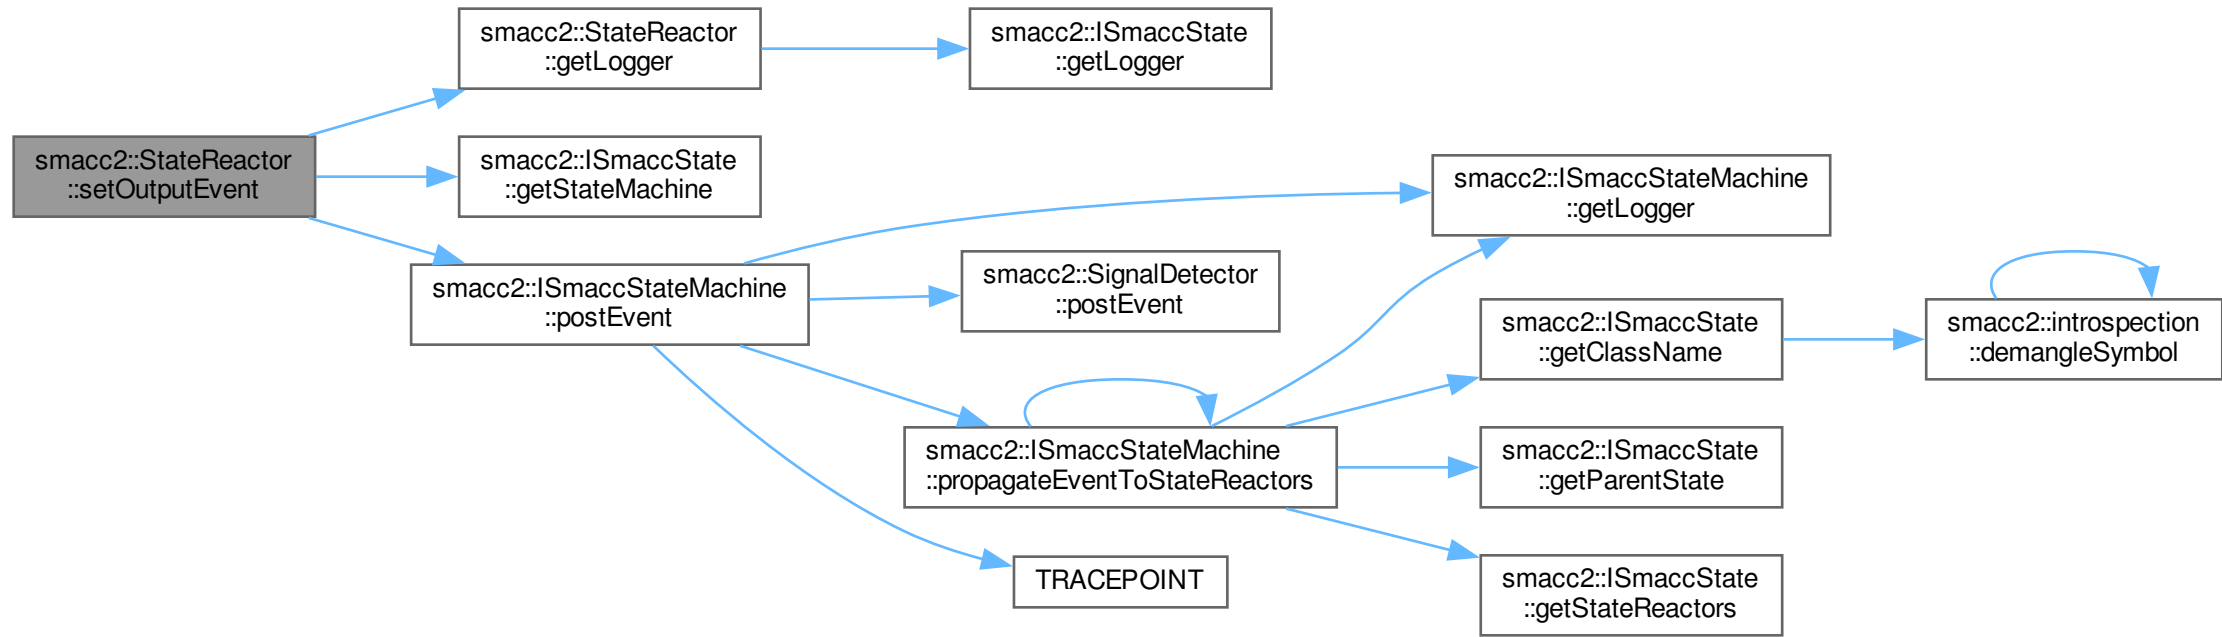 smacc2::StateReactor
::setOutputEvent
smacc2::StateReactor
::getLogger
smacc2::ISmaccState
::getLogger
smacc2::ISmaccState
::getStateMachine
smacc2::ISmaccStateMachine
::postEvent
smacc2::ISmaccStateMachine
::getLogger
smacc2::SignalDetector
::postEvent
smacc2::ISmaccStateMachine
::propagateEventToStateReactors
smacc2::ISmaccState
::getClassName
smacc2::introspection
::demangleSymbol
smacc2::ISmaccState
::getParentState
smacc2::ISmaccState
::getStateReactors
TRACEPOINT